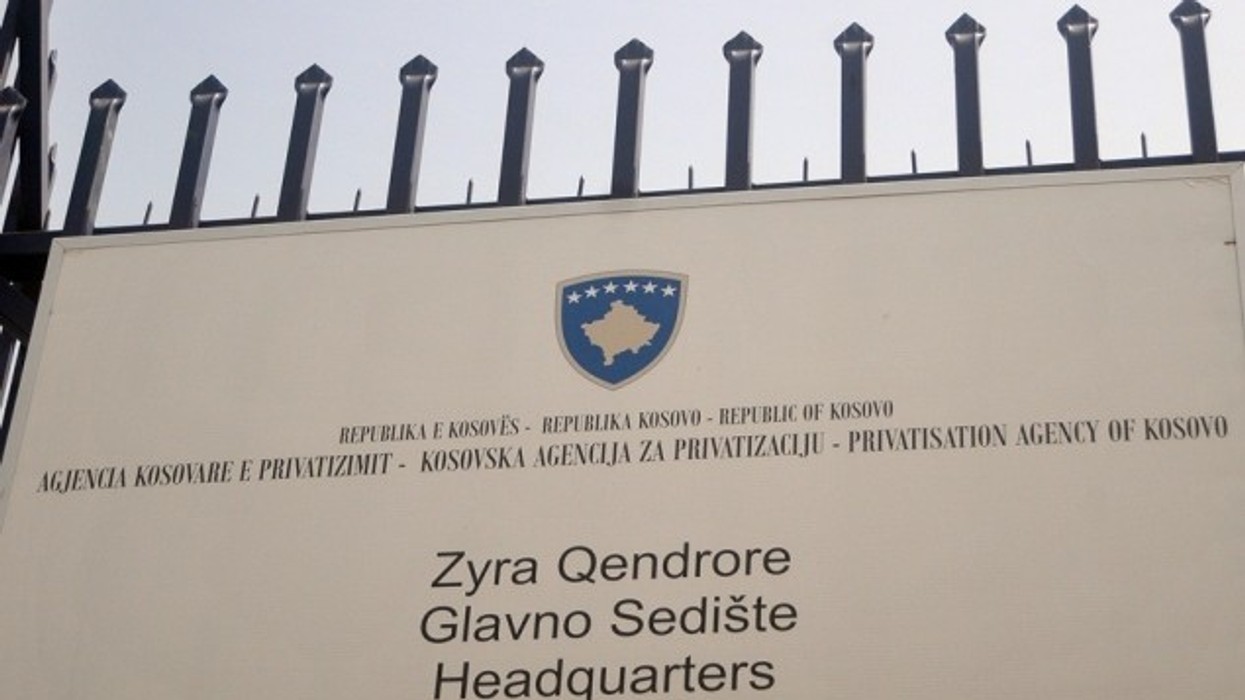 REPUBLIKA E KOSOVËS - REPUBLIKA KOSOVO - REPUBLIC OF KOSOVO
AGJENCIA KOSOVARE E PRIVATIZIMIT - KOSOVSKA AGENCIJA ZA PRIVATIZACIJU - PRIVATISATION AGENCY OF KOSOVO
Zyra Qendrore
Glavno Sedište
Headquarters